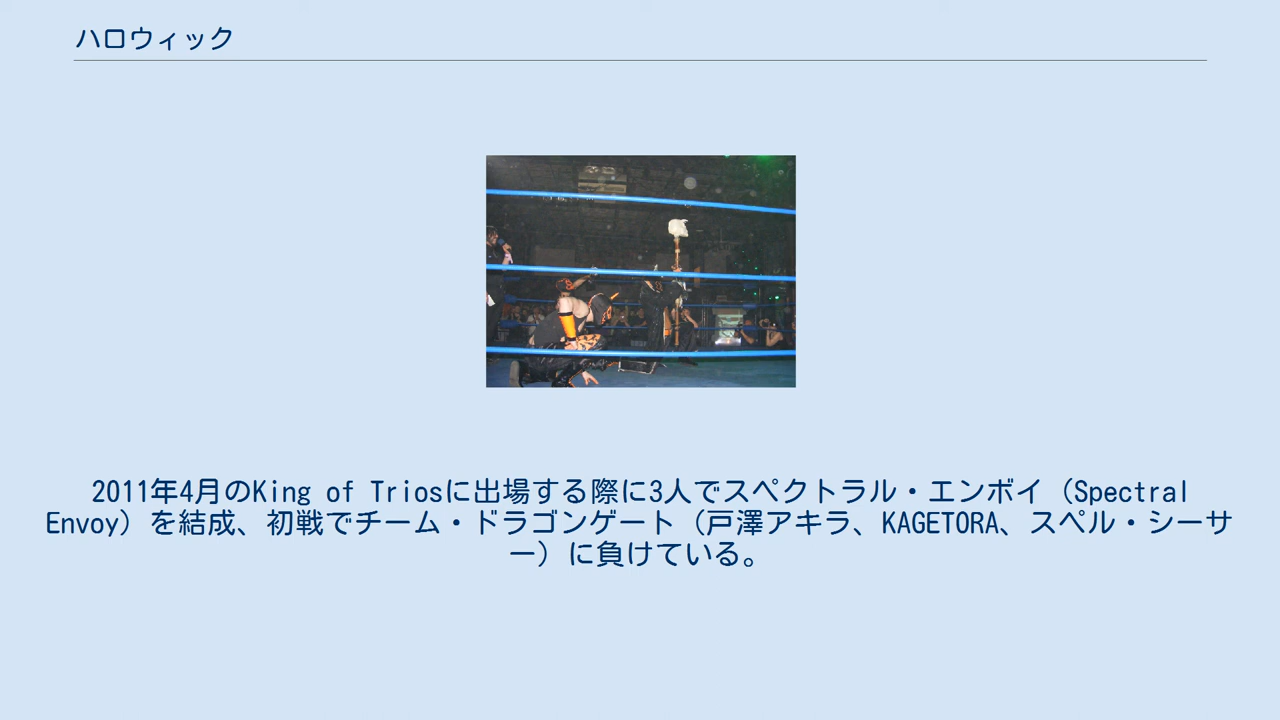 ハロウィック
2011年4月のKing of Triosに出場する際に3人でスペクトラル・エンボイ（Spectral
Envoy）を結成、初戦でチーム・ドラゴンゲート（戸澤アキラ、KAGETORA、スペル・シーサ
ー）に負けている。